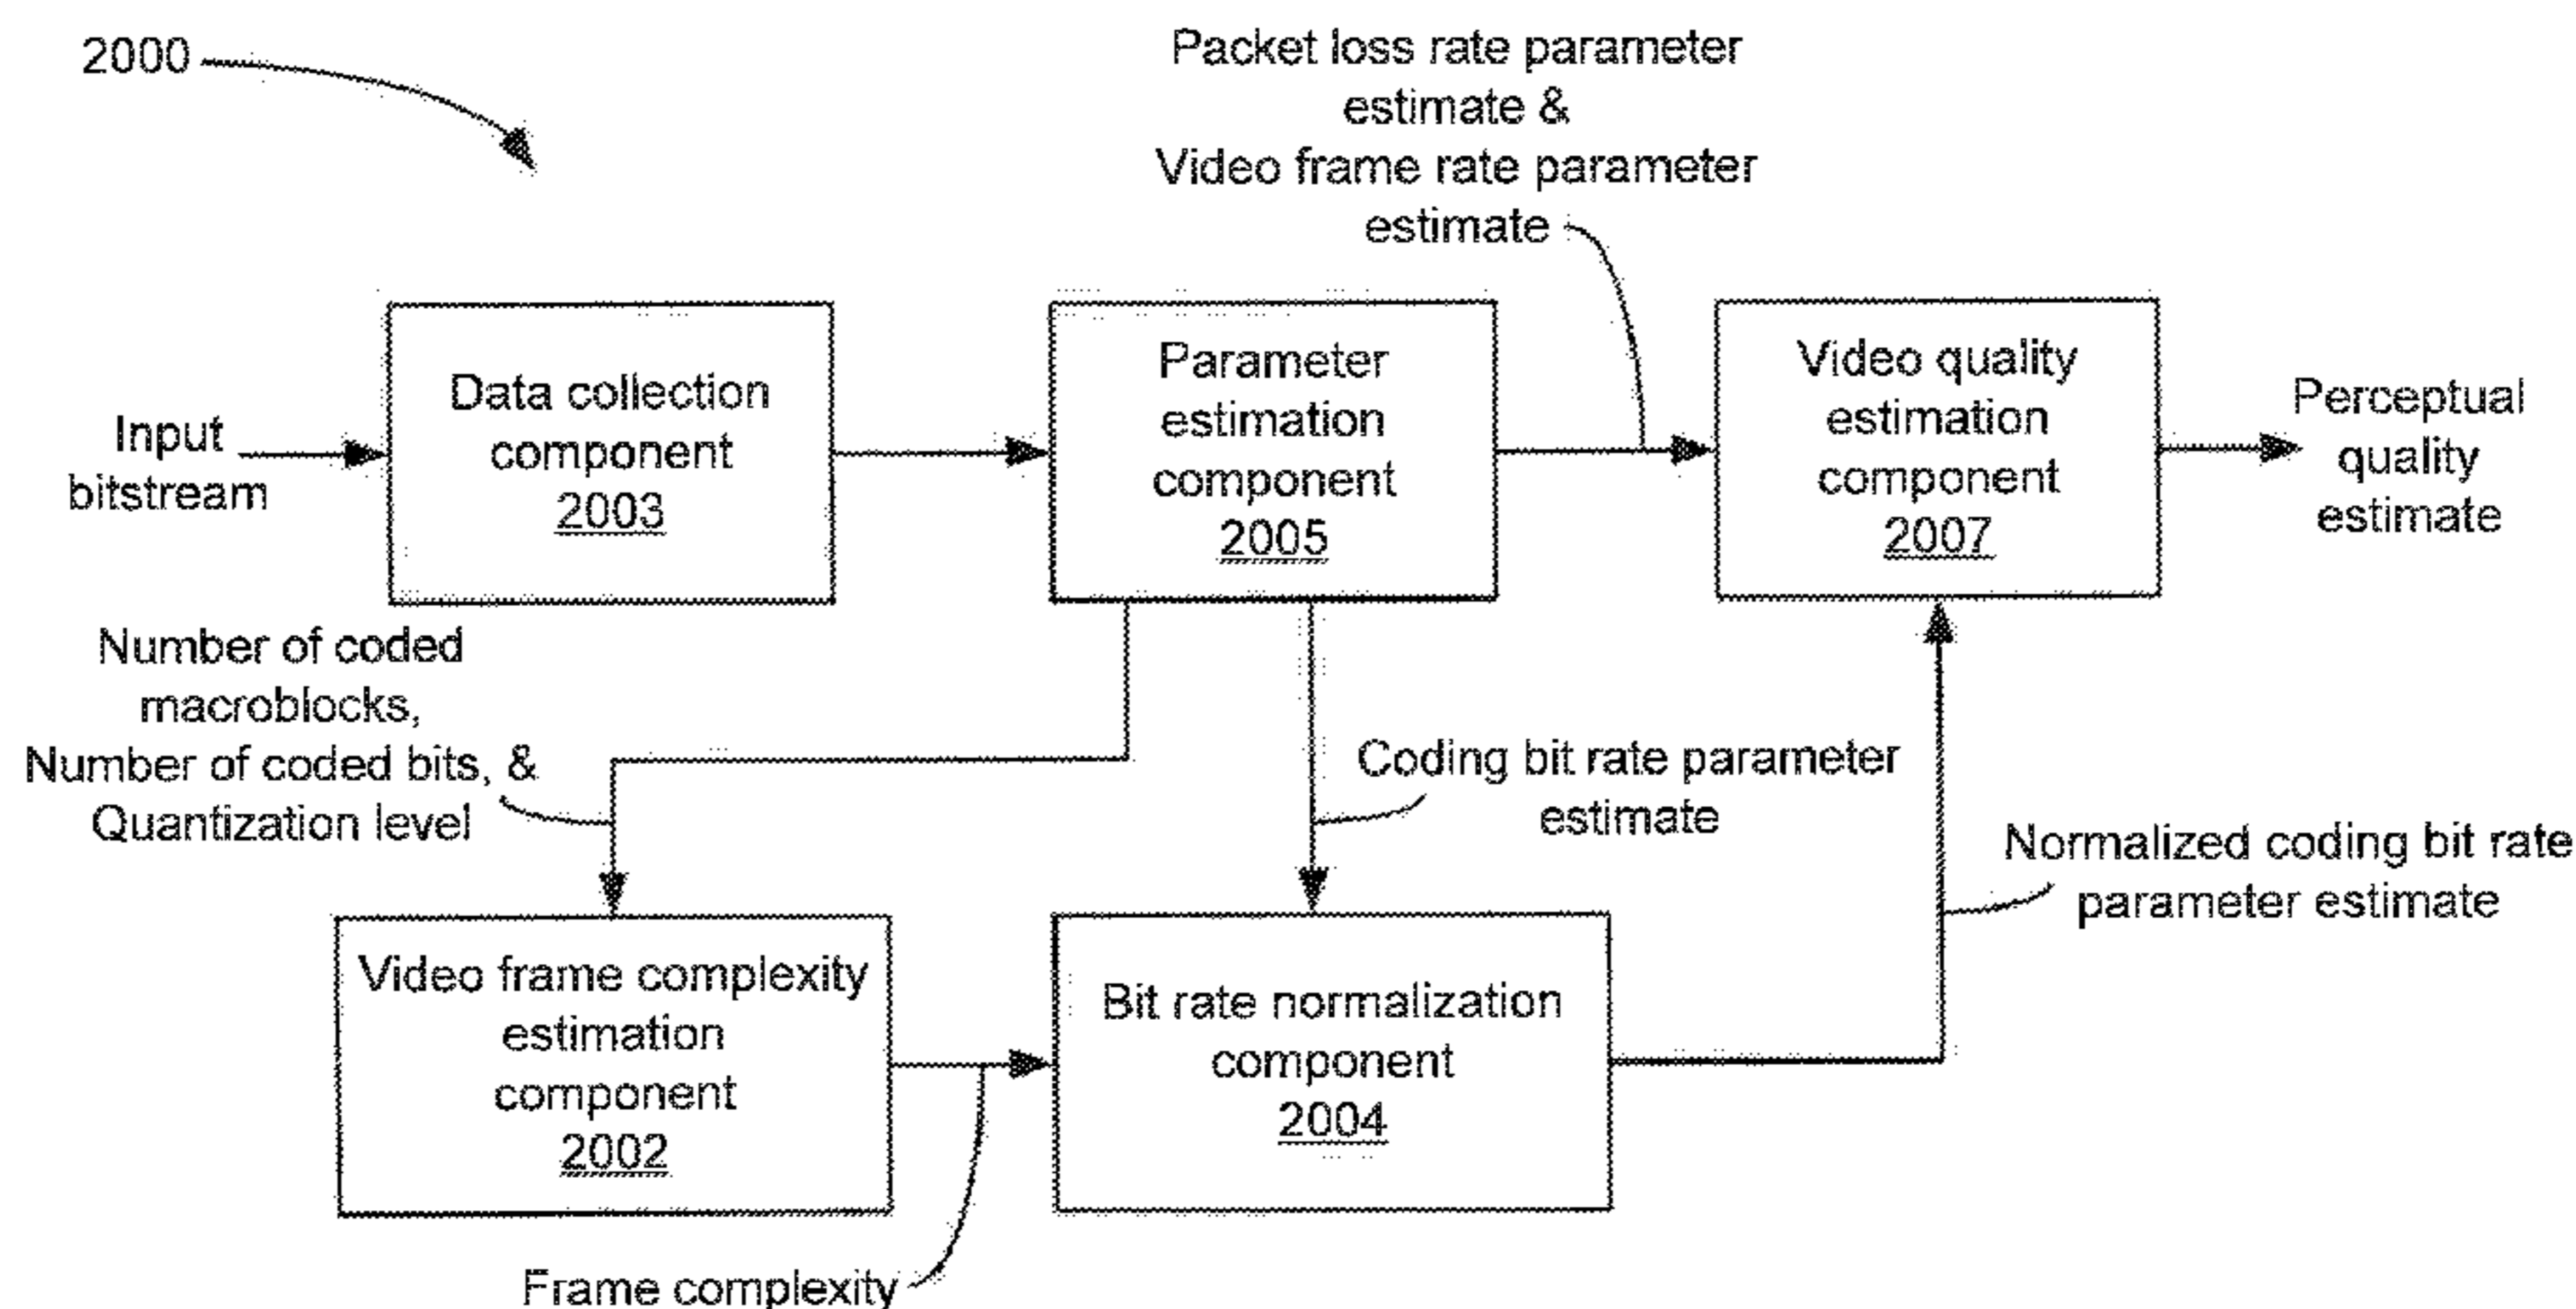 2000
Packet loss rate parameter
estimate &
Video frame rate parameter
estimate
Input
bitstream
Data collection
component
2003
Parameter
estimation
component
2005
Video quality
estimation
component
2007
Perceptual
quality
estimate
Number of coded
macroblocks,
Number of coded bits, &
Quantization level
Coding bit rate parameter
estimate
Normalized coding bit rate
parameter estimate
Video frame complexity
estimation
component
2002
Bit rate normalization
component
2004
Frame complexity